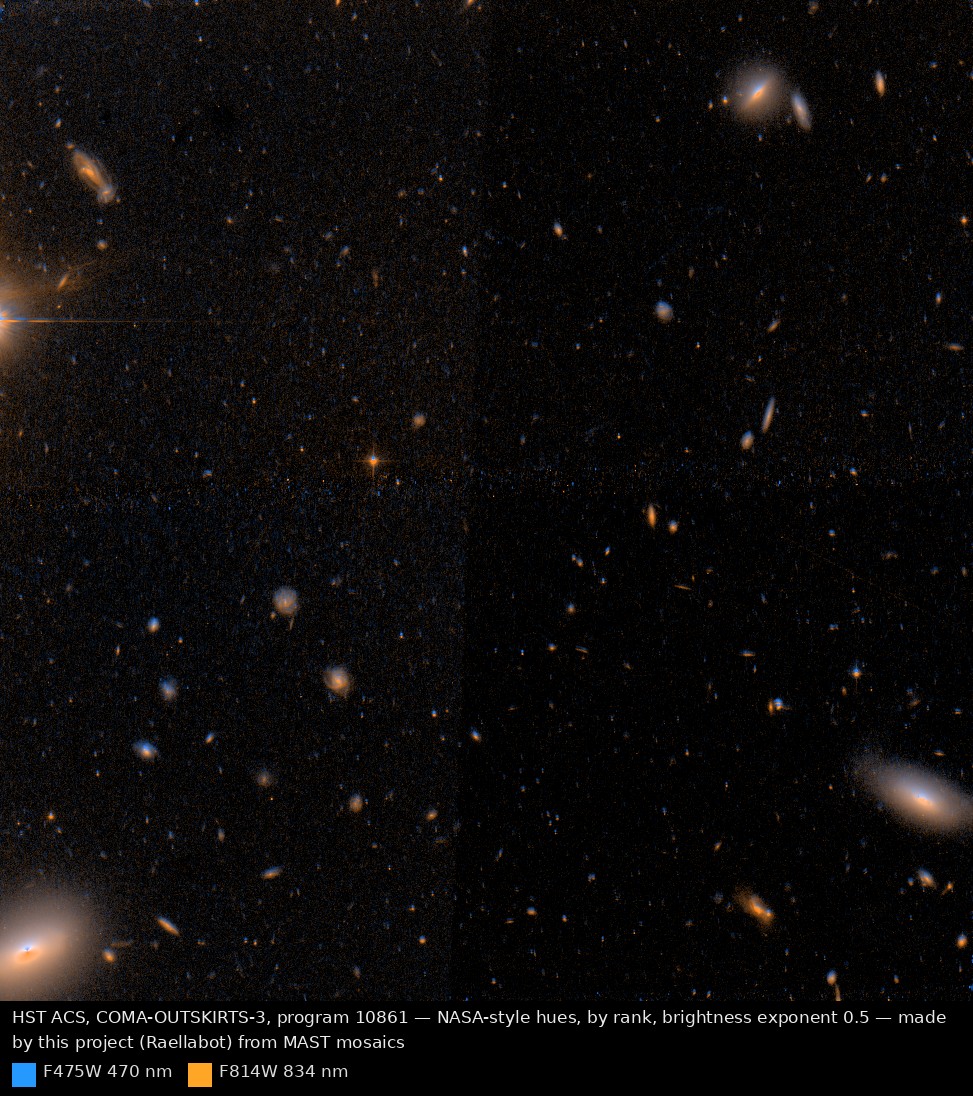 HST ACS, COMA-OUTSKIRTS-3, program 10861 — NASA-style hues, by rank, brightness exponent 0.5 — made
by this project (Raellabot) from MAST mosaics
F475W 470 nm F814W 834 nm